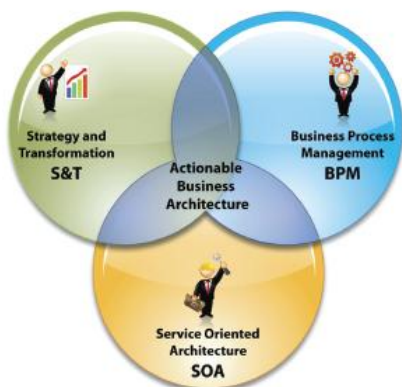 Strategy and
Transformation
S&T
Business Process
Management
BPM
Actionable
Business
Architecture
Service Oriented
Architecture
SOA